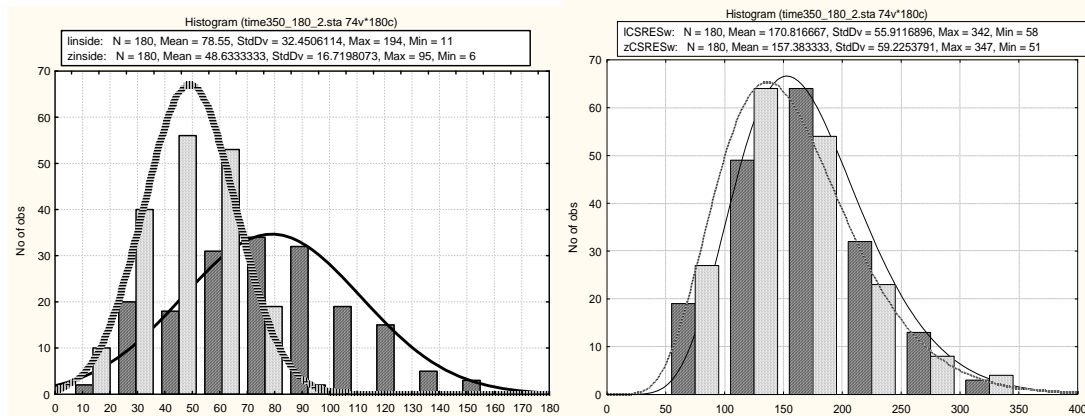 Histogram (time350_180_2.sta 74v*180c)
linside: N = 180, Mean = 78.55, StdDv = 32.4506114, Max = 194, Min = 11
zinside: N = 180, Mean = 48.6333333, StdDv = 16.7198073, Max = 95, Min = 6
No of obs
70
60
50
40
30
20
10
0
0 10 20 30 40 50 60 70 80 90 100 110 120 130 140 150 160 170 180
Histogram (time350_180_2.sta 74v*180c)
lCSRESw: N = 180, Mean = 170.816667, StdDv = 55.9116896, Max = 342, Min = 58
zCSRESw: N = 180, Mean = 157.383333, StdDv = 59.2253791, Max = 347, Min = 51
No of obs
70
60
50
40
30
20
10
0
0 50 100 150 200 250 300 350 400